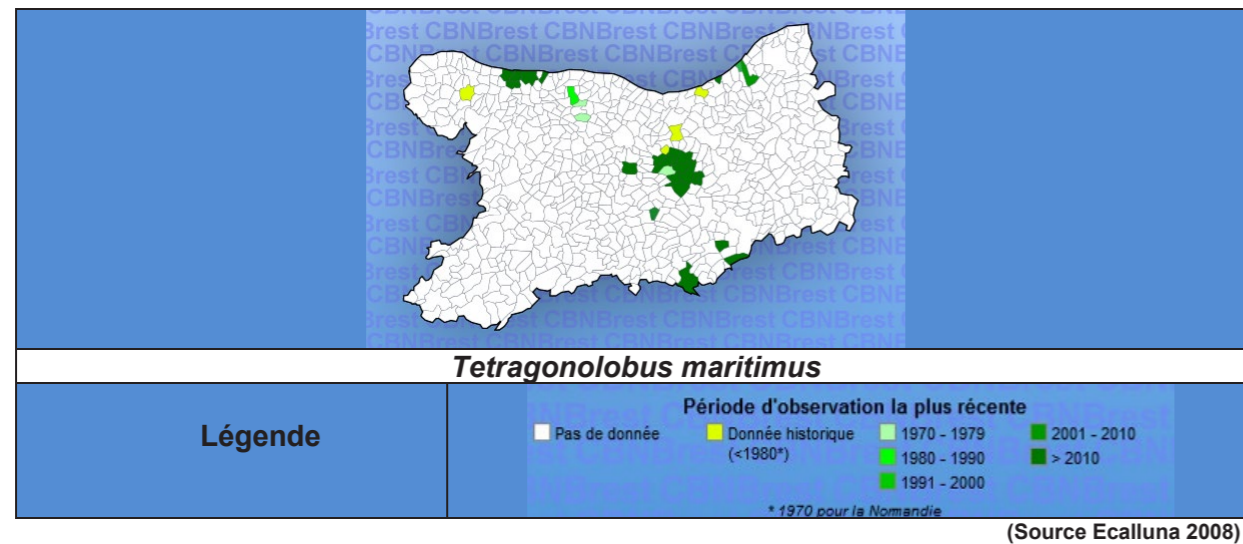 Tetragonolobus maritimus
Légende
Période d'observation la plus récente
Pas de donnée
Donnée historique
(<1980*)
1970 - 1979
1980 - 1990
1991 - 2000
2001 - 2010
> 2010
* 1970 pour la Nomandie
(Source Ecalluna 2008)